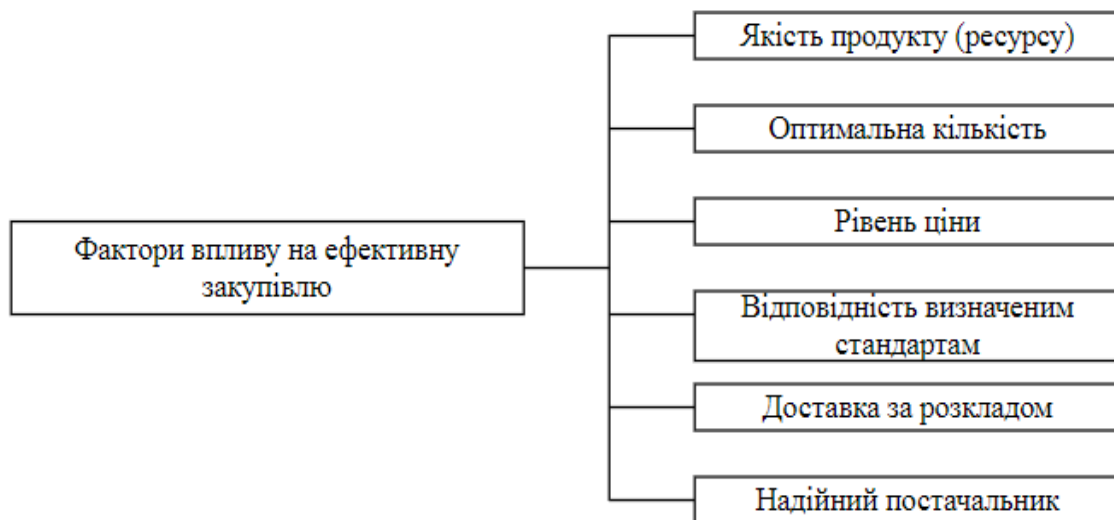 Фактори впливу на ефективну
закупівлю
Якість продукту (ресурсу)
Оптимальна кількість
Рівень ціни
Відповідність визначеним
стандартам
Доставка за розкладом
Надійний постачальник